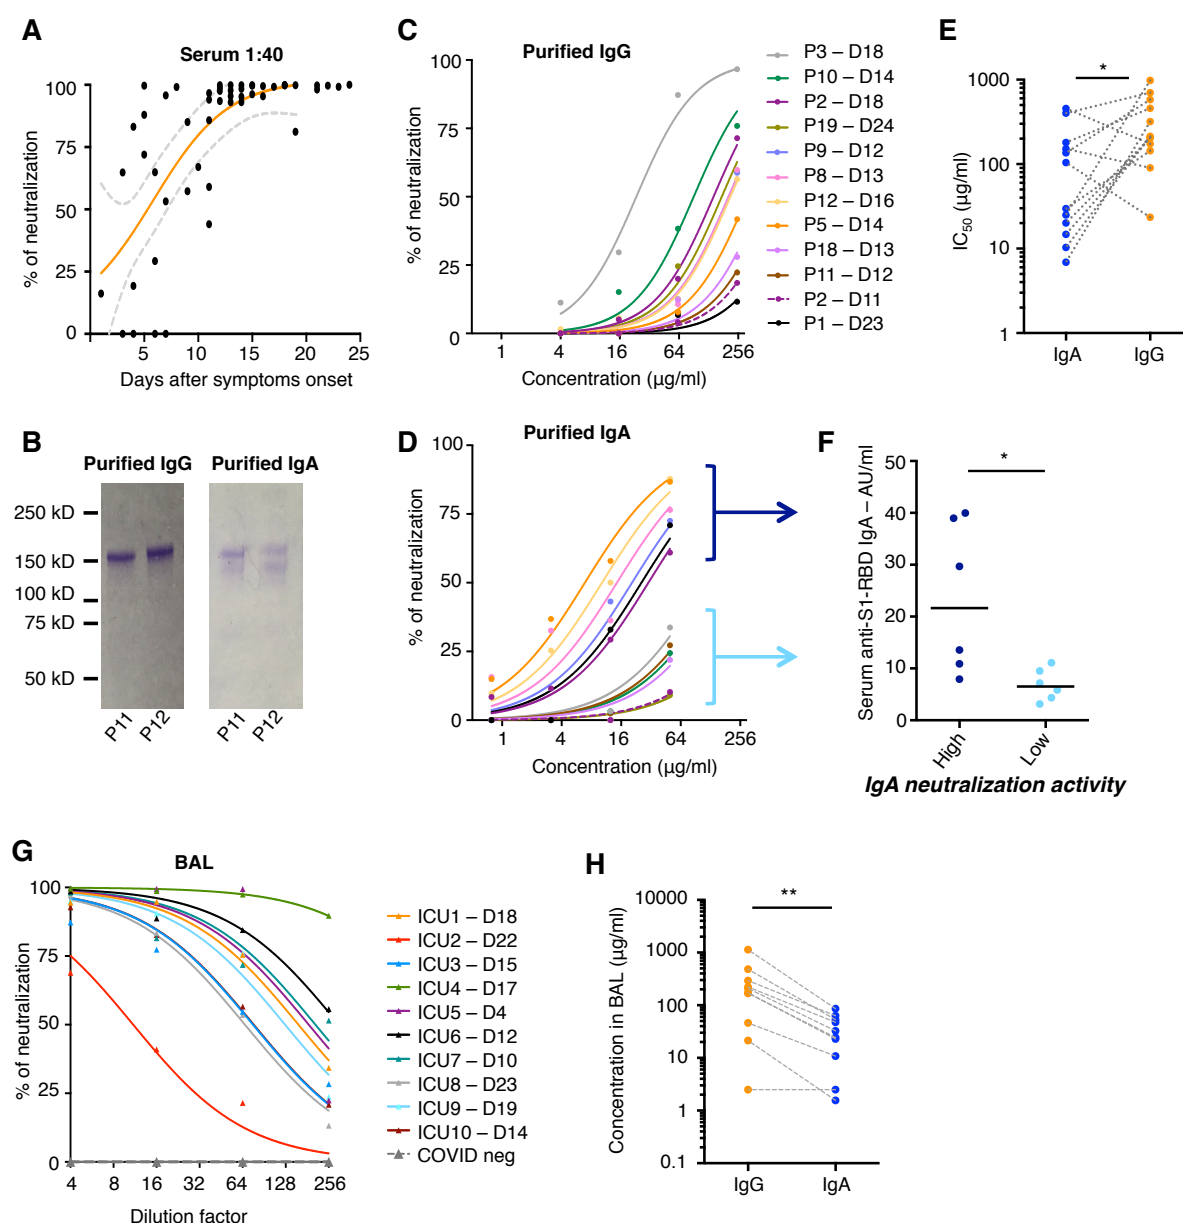 A
Serum 1:40
% of neutralization
100
75
50
25
0
5
10
15
20
25
Days after symptoms onset
B
Purified IgG
Purified IgA
250 kD
150 kD
100 kD
75 kD
50 kD
P11
P12
P11
P12
C
Purified IgG
% of neutralization
100
75
50
25
0
1
4
16
64
256
Concentration (µg/ml)
P3 – D18
P10 – D14
P2 – D18
P19 – D24
P9 – D12
P8 – D13
P12 – D16
P5 – D14
P18 – D13
P11 – D12
P2 – D11
P1 – D23
D
Purified IgA
% of neutralization
100
75
50
25
0
1
4
16
64
256
Concentration (µg/ml)
E
*
IC50 (µg/ml)
1000
100
10
1
IgA
IgG
F
*
Serum anti-S1-RBD IgA – AU/ml
50
40
30
20
10
0
High
Low
IgA neutralization activity
G
BAL
% of neutralization
100
75
50
25
0
4
8
16
32
64
128
256
Dilution factor
ICU1 – D18
ICU2 – D22
ICU3 – D15
ICU4 – D17
ICU5 – D4
ICU6 – D12
ICU7 – D10
ICU8 – D23
ICU9 – D19
ICU10 – D14
COVID neg
H
**
Concentration in BAL (µg/ml)
10000
1000
100
10
1
0.1
IgG
IgA